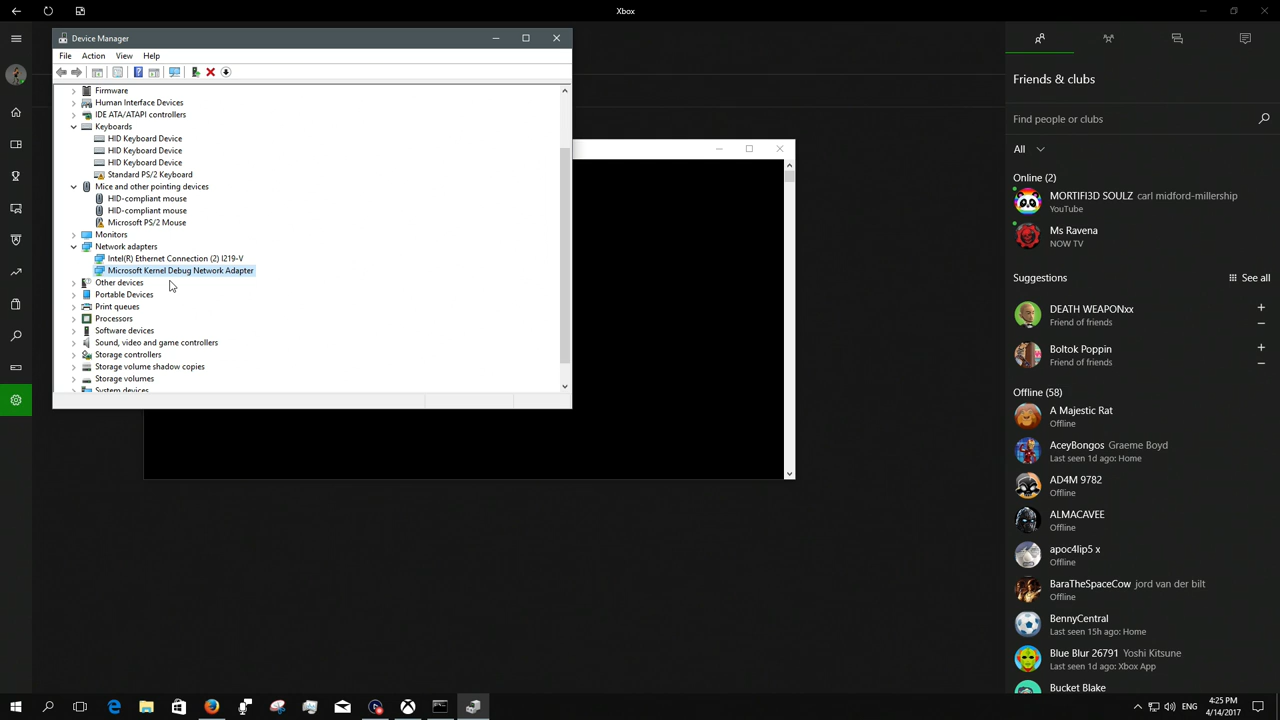 Xbox
Device Manager
File Action View Help
Firmware
Human Interface Devices
IDE ATA/ATAPI controllers
Keyboards
HID Keyboard Device
HID Keyboard Device
HID Keyboard Device
Standard PS/2 Keyboard
Mice and other pointing devices
HID-compliant mouse
HID-compliant mouse
Microsoft PS/2 Mouse
Monitors
Network adapters
Intel(R) Ethernet Connection (2) I219-V
Microsoft Kernel Debug Network Adapter
Other devices
Portable Devices
Print queues
Processors
Software devices
Sound, video and game controllers
Storage controllers
Storage volume shadow copies
Storage volumes
System devices
Friends & clubs
Find people or clubs
All
Online (2)
MORTIFI3D SOULZ carl midford-millership
YouTube
Ms Ravena
NOW TV
Suggestions See all
DEATH WEAPONxx
Friend of friends
Boltok Poppin
Friend of friends
Offline (58)
A Majestic Rat
Offline
AceyBongos Graeme Boyd
Last seen 1d ago: Home
AD4M 9782
Offline
ALMACAVEE
Offline
apoc4lip5 x
Offline
BaraTheSpaceCow jord van der bilt
Offline
BennyCentral
Last seen 15h ago: Home
Blue Blur 26791 Yoshi Kitsune
Last seen 1d ago: Xbox App
Bucket Blake
ENG
4:25 PM
4/14/2017